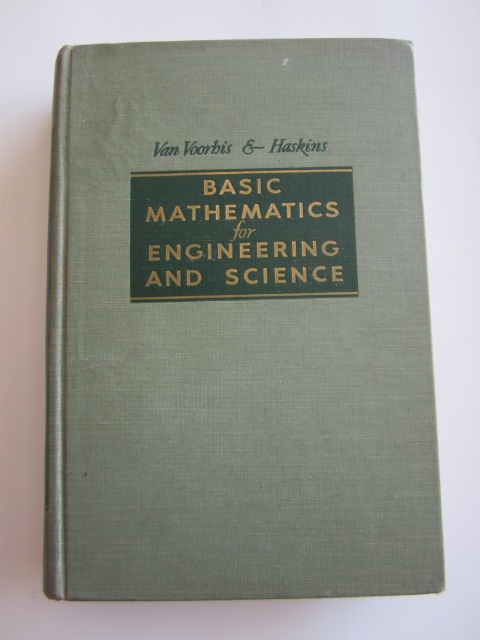 Van Voorhis & Haskins
BASIC
MATHEMATICS
for
ENGINEERING
AND SCIENCE